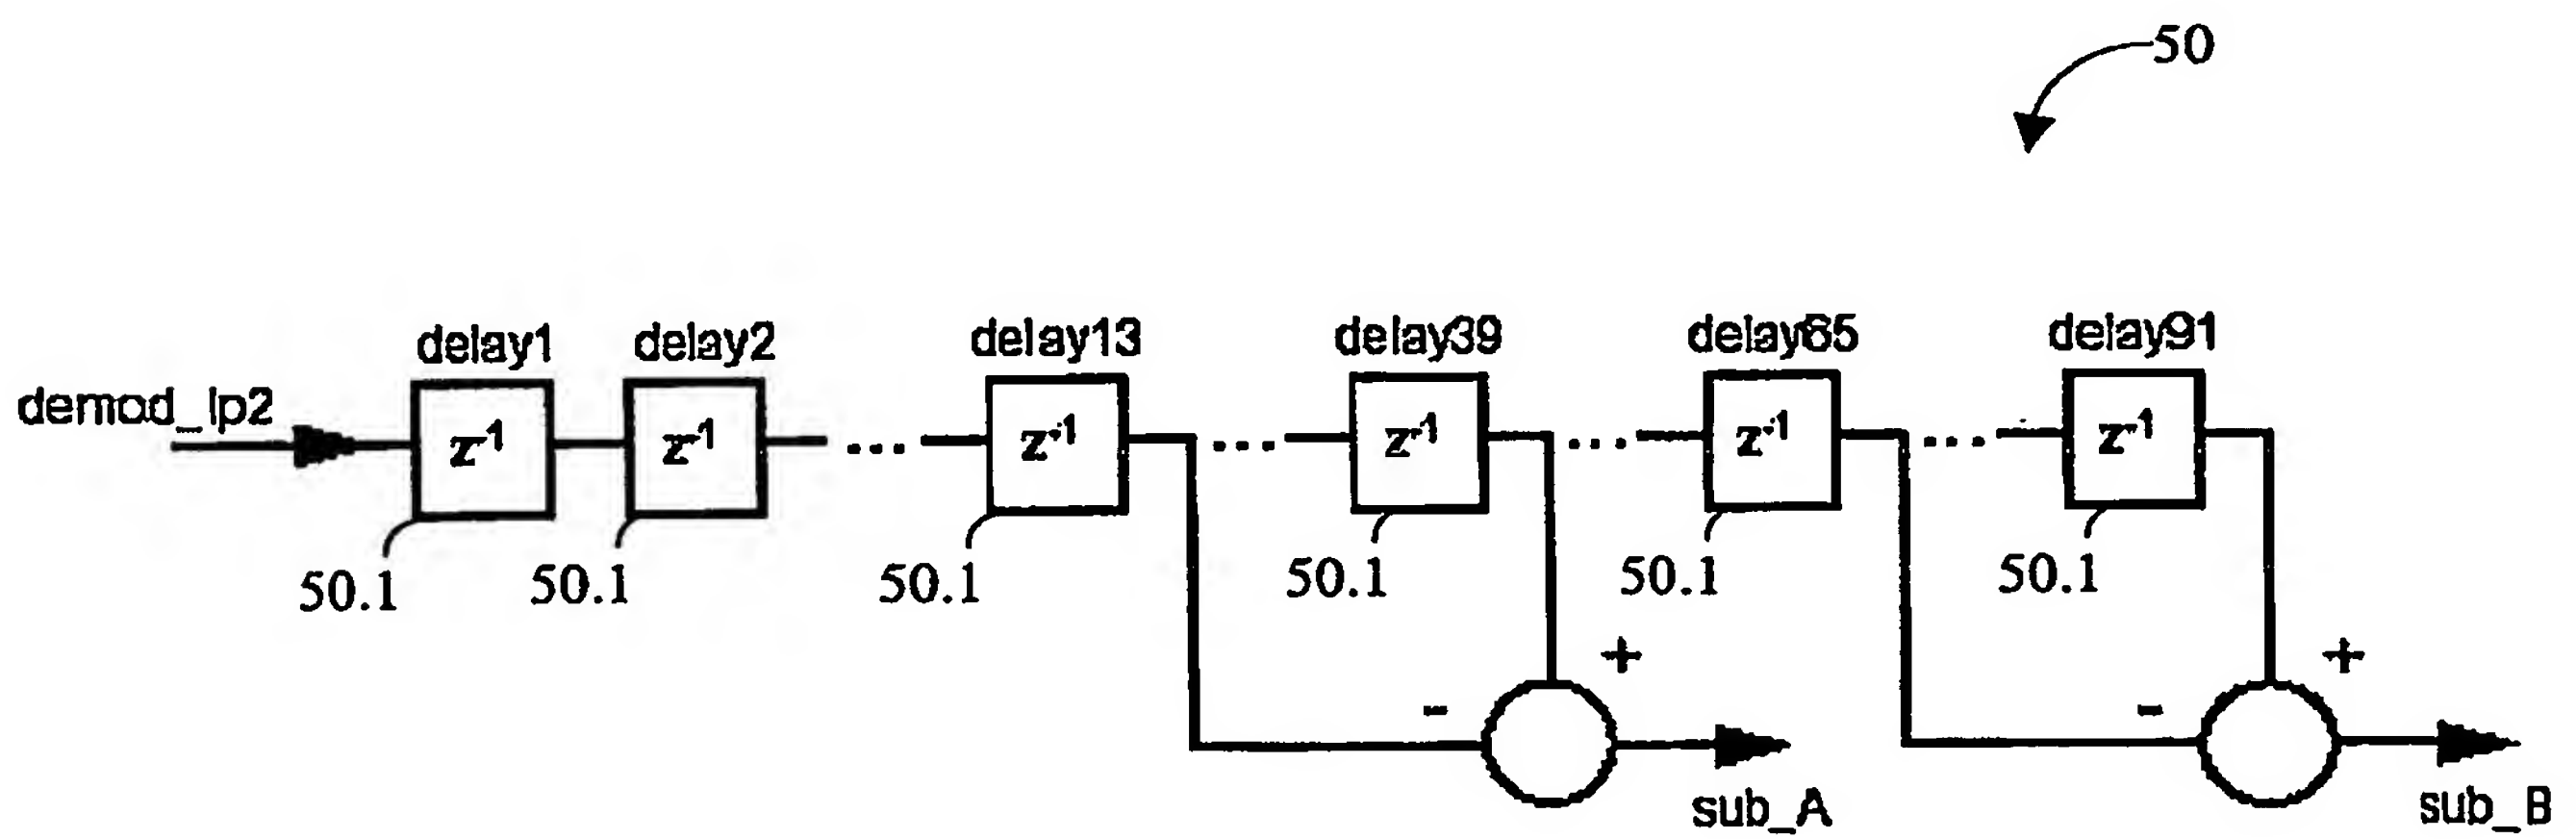 50
delay1 delay2 delay13 delay39 delay65 delay91
demod_lp2
z-1 z-1 z-1 z-1 z-1 z-1
... ... ... ...
50.1 50.1 50.1 50.1 50.1 50.1
+ +
- -
sub_A sub_B